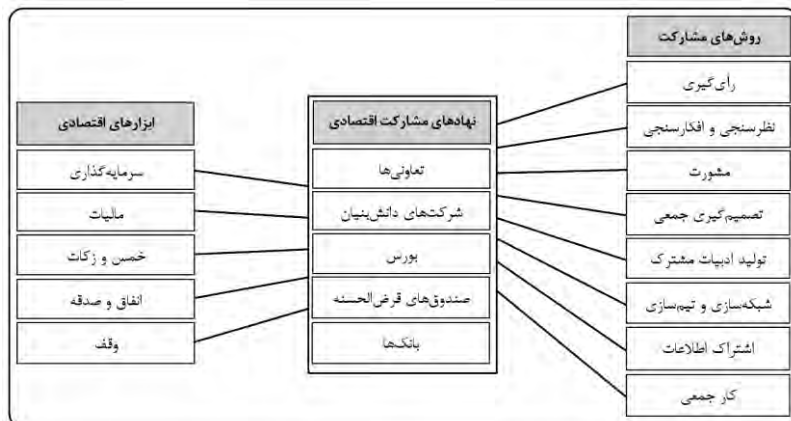 روش‌های مشارکت
رأی‌گیری
نظرسنجی و افکارسنجی
مشورت
تصمیم‌گیری جمعی
تولید ادبیات مشترک
شبکه‌سازی و تیم‌سازی
اشتراک اطلاعات
کار جمعی
نهادهای مشارکت اقتصادی
تعاونی‌ها
شرکت‌های دانش‌بنیان
بورس
صندوق‌های قرض‌الحسنه
بانک‌ها
ابزارهای اقتصادی
سرمایه‌گذاری
مالیات
خمس و زکات
انفاق و صدقه
وقف